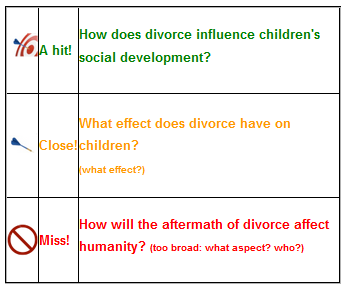 A hit!
How does divorce influence children's
social development?
Close!
What effect does divorce have on
children?
(what effect?)
Miss!
How will the aftermath of divorce affect
humanity? (too broad: what aspect? who?)